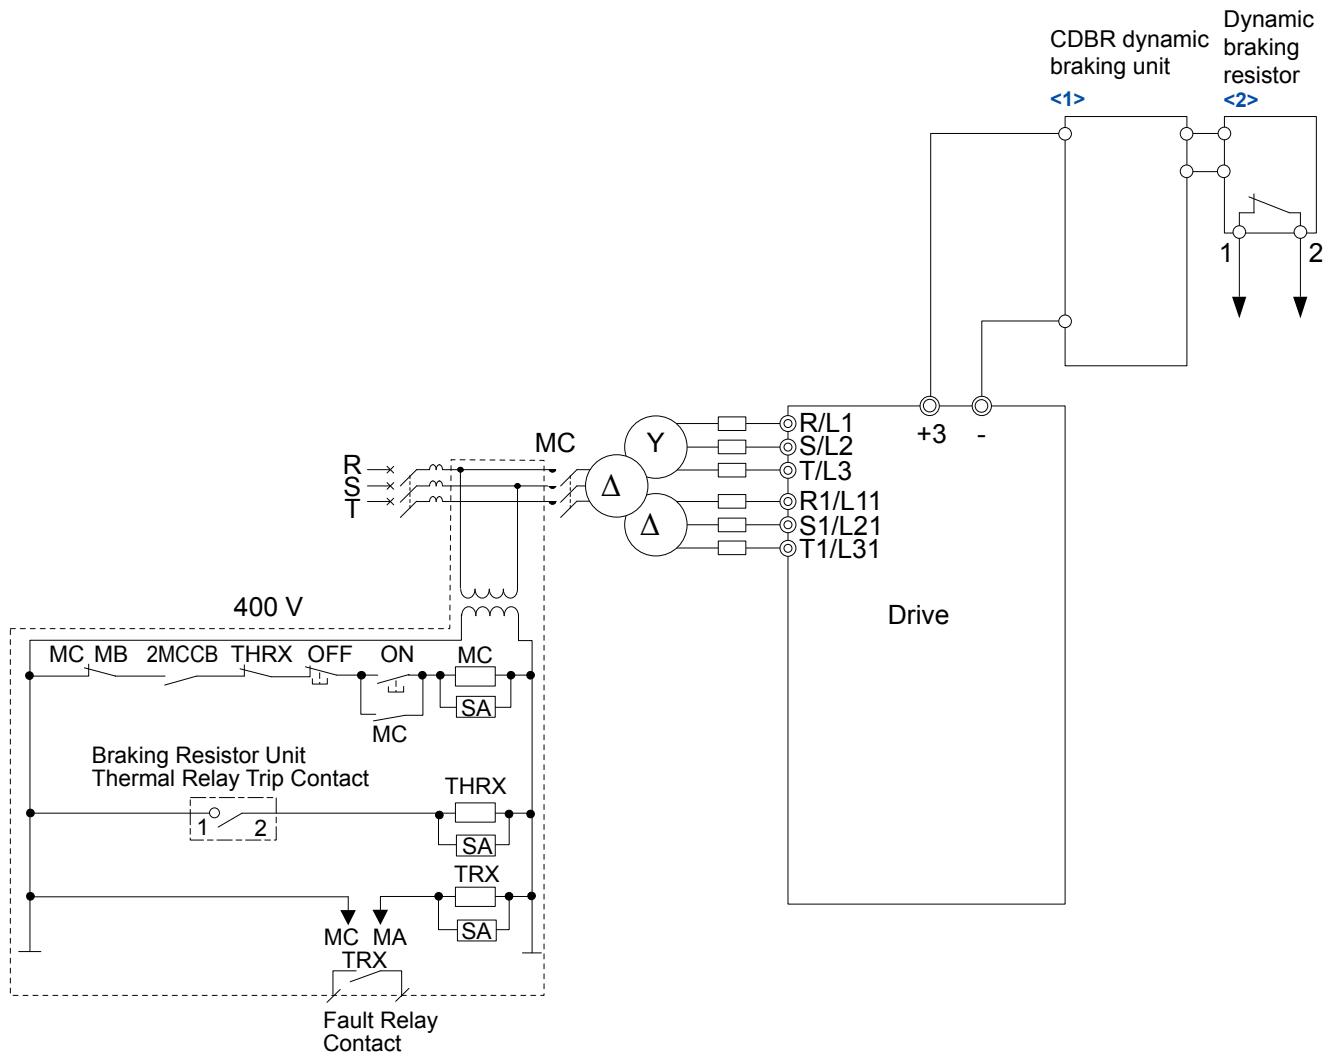 CDBR dynamic
braking unit
<1>
Dynamic
braking
resistor
<2>
1
2
+3
-
MC
R
S
T
Y
Δ
Δ
R/L1
S/L2
T/L3
R1/L11
S1/L21
T1/L31
Drive
400 V
MC MB 2MCCB THRX OFF ON MC
SA
MC
Braking Resistor Unit
Thermal Relay Trip Contact
1 2
THRX
SA
TRX
SA
MC MA
TRX
Fault Relay
Contact